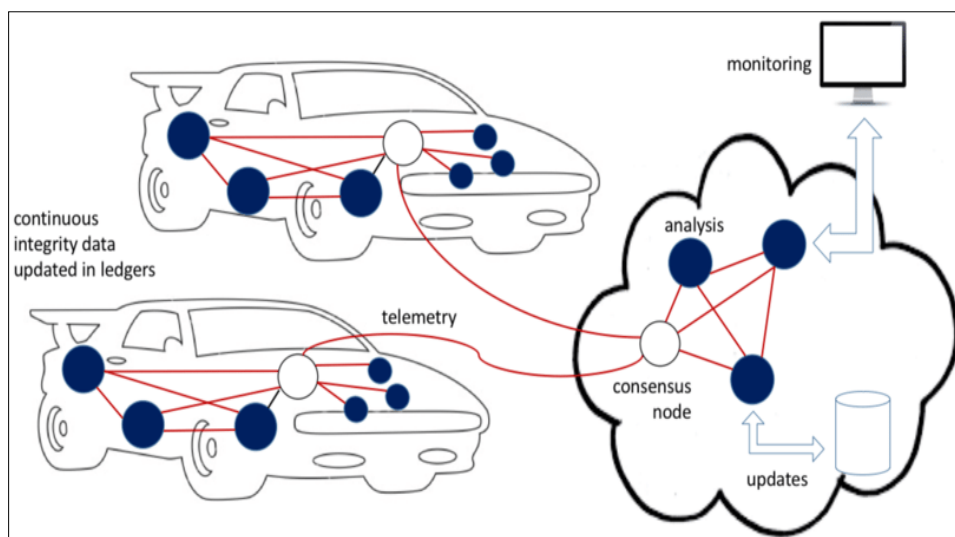 monitoring
continuous
integrity data
updated in ledgers
analysis
telemetry
consensus
node
updates